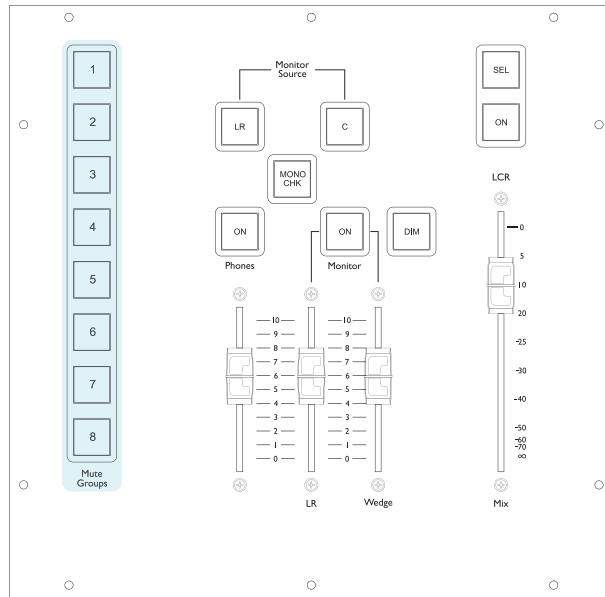 1
2
3
4
5
6
7
8
Mute
Groups
Monitor
Source
LR
C
MONO
CHK
ON
Phones
ON
Monitor
DIM
10
9
8
7
6
5
4
3
2
1
0
10
9
8
7
6
5
4
3
2
1
0
LR
Wedge
SEL
ON
LCR
0
5
10
20
-25
-30
-40
-50
-60
-70
∞
Mix